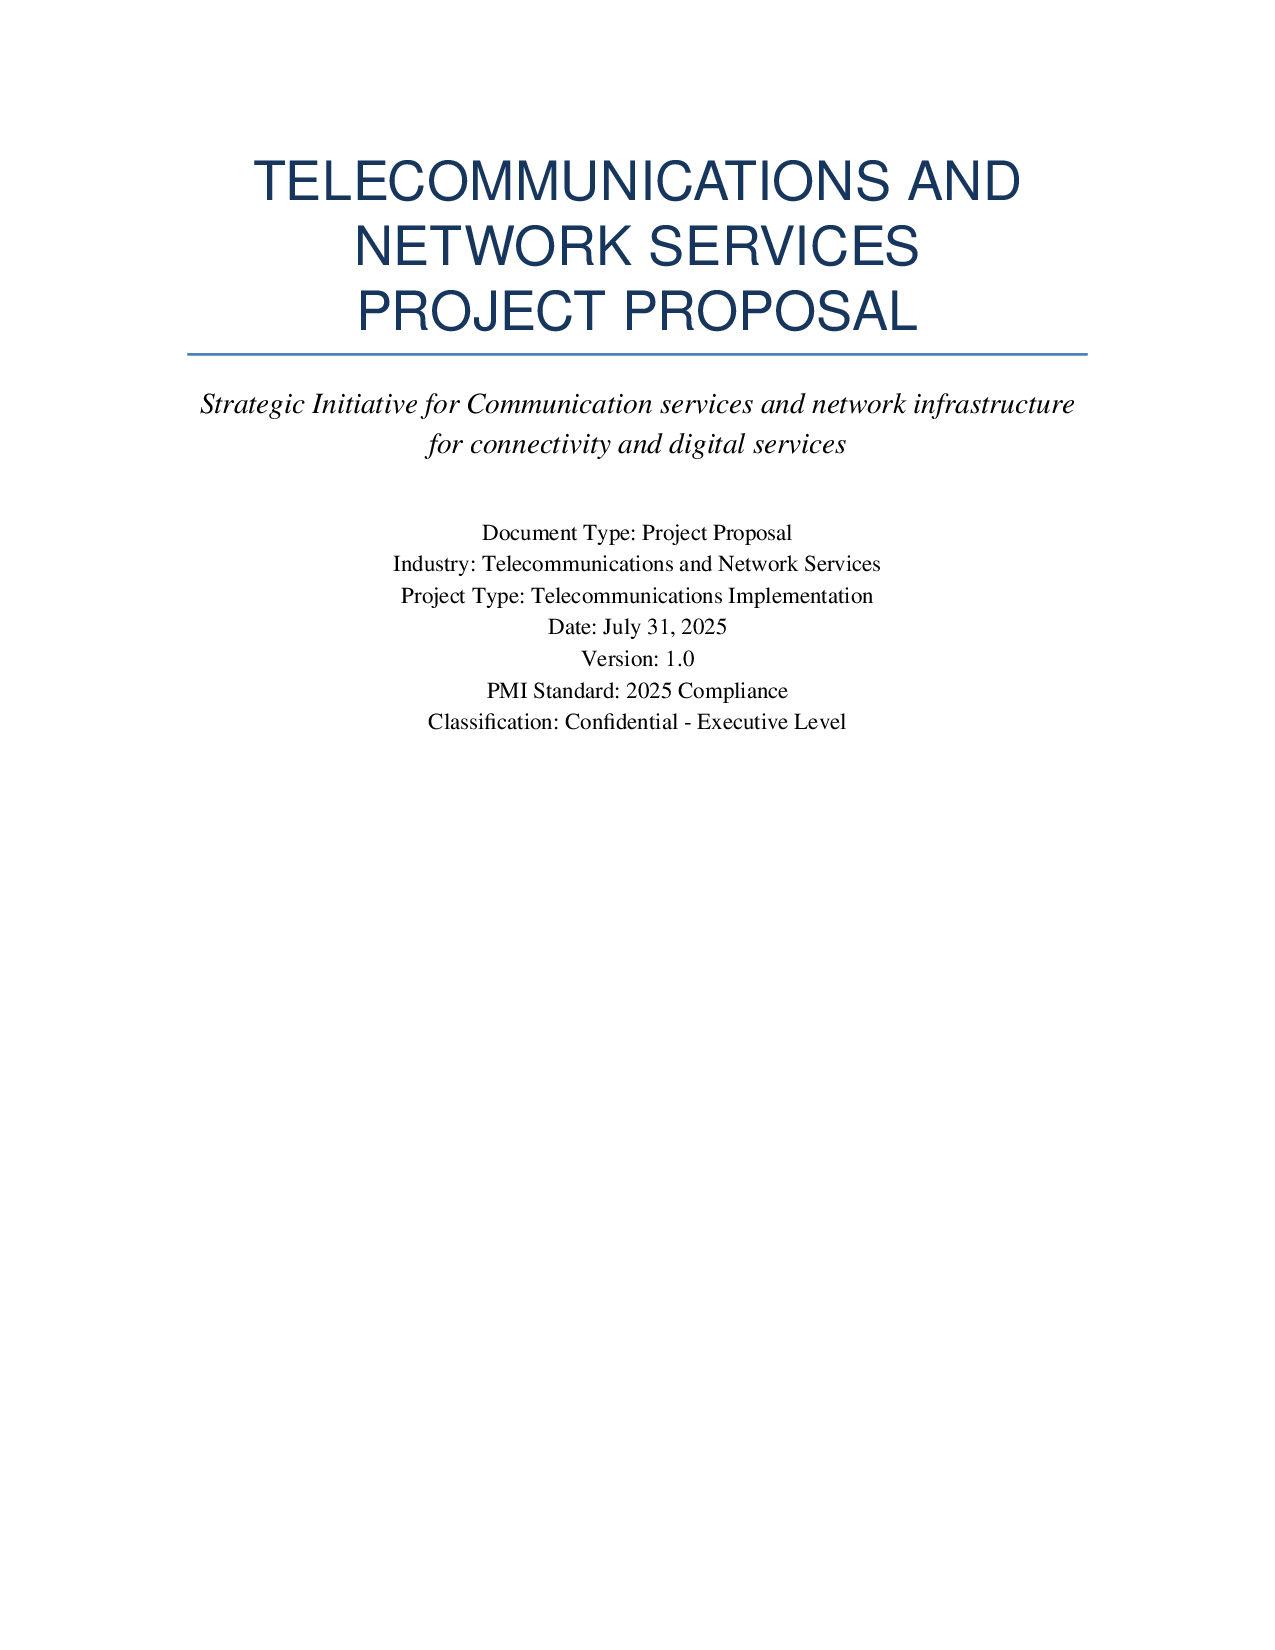 TELECOMMUNICATIONS AND
NETWORK SERVICES
PROJECT PROPOSAL
Strategic Initiative for Communication services and network infrastructure
for connectivity and digital services
Document Type: Project Proposal
Industry: Telecommunications and Network Services
Project Type: Telecommunications Implementation
Date: July 31, 2025
Version: 1.0
PMI Standard: 2025 Compliance
Classification: Confidential - Executive Level